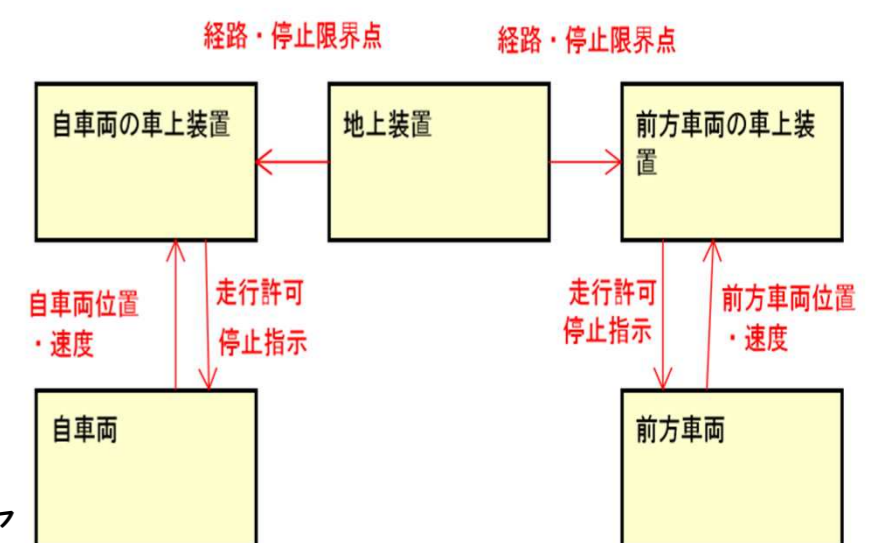 経路・停止限界点
経路・停止限界点
自車両の車上装置
地上装置
前方車両の車上装
置
自車両位置
・速度
走行許可
停止指示
走行許可
停止指示
前方車両位置
・速度
自車両
前方車両
ク